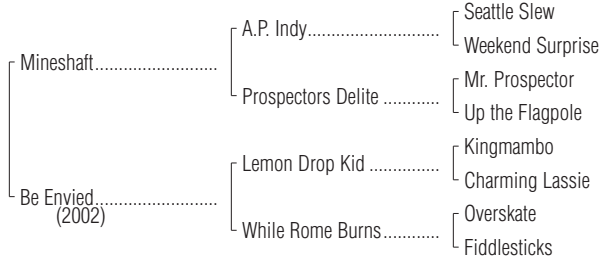 Seattle Slew
A.P. Indy............................
Weekend Surprise
Mineshaft..........................
Mr. Prospector
Prospectors Delite ............
Up the Flagpole
Kingmambo
Lemon Drop Kid ...............
Charming Lassie
Be Envied..........................
(2002)
Overskate
While Rome Burns............
Fiddlesticks